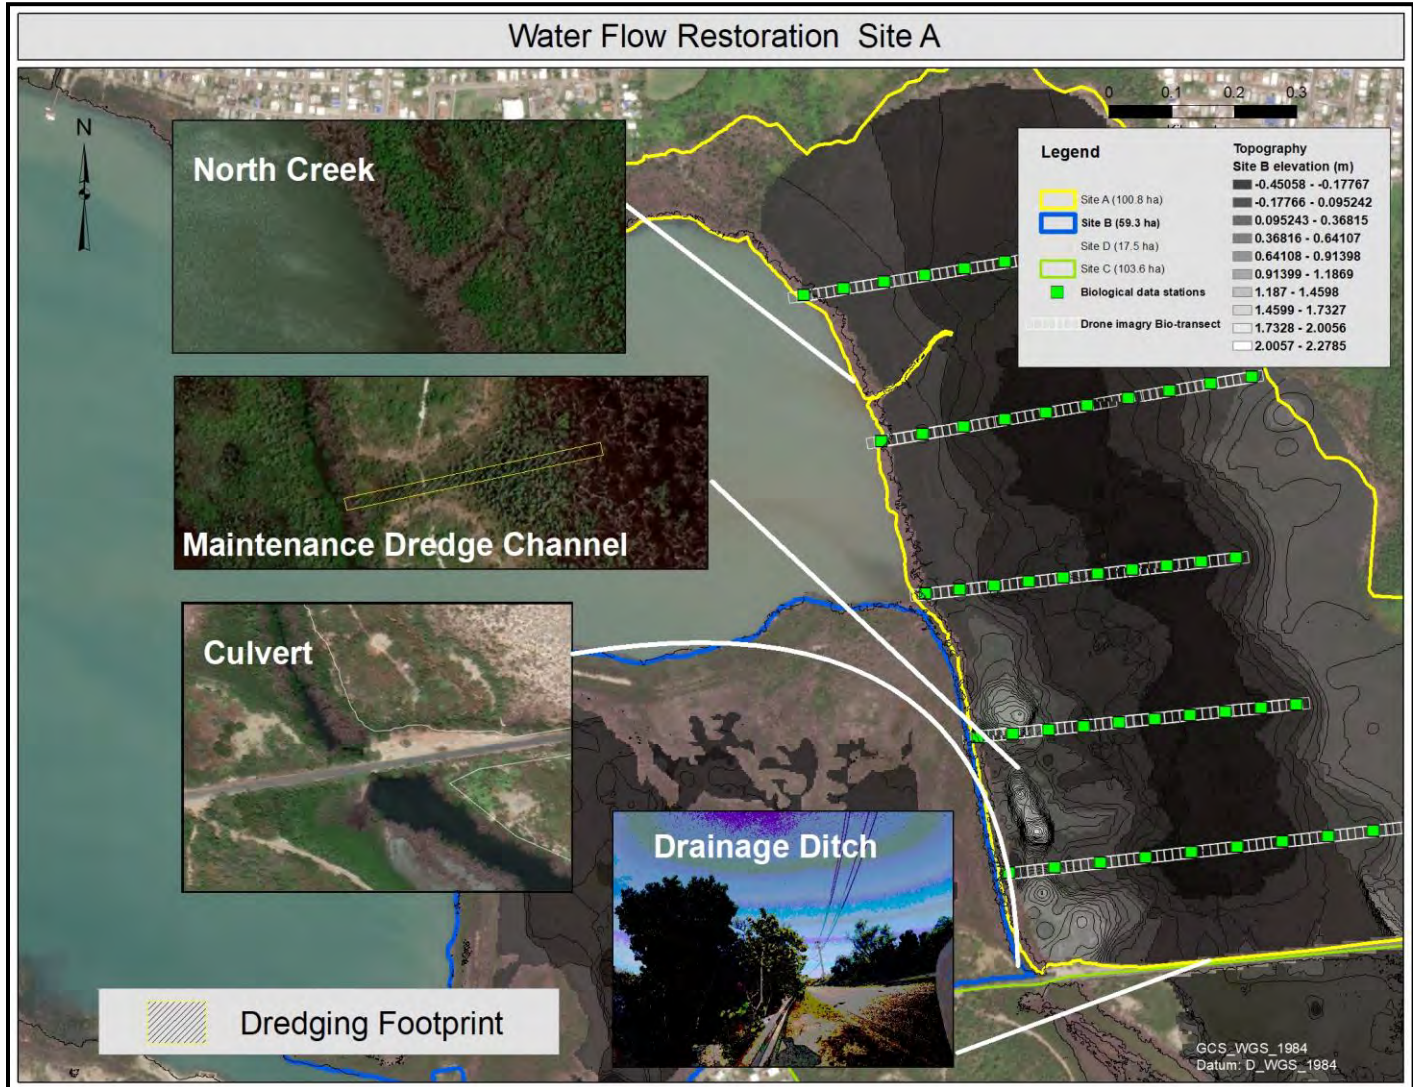 Water Flow Restoration Site A
N
North Creek
Maintenance Dredge Channel
Culvert
Drainage Ditch
Dredging Footprint
0 0.1 0.2 0.3
Legend
Site A (100.8 ha)
Site B (59.3 ha)
Site D (17.5 ha)
Site C (103.6 ha)
Biological data stations
Drone imagry Bio-transect
Topography
Site B elevation (m)
-0.45058 - -0.17767
-0.17766 - 0.095242
0.095243 - 0.36815
0.36816 - 0.64107
0.64108 - 0.91398
0.91399 - 1.1869
1.187 - 1.4598
1.4599 - 1.7327
1.7328 - 2.0056
2.0057 - 2.2785
GCS_WGS_1984
Datum: D_WGS_1984